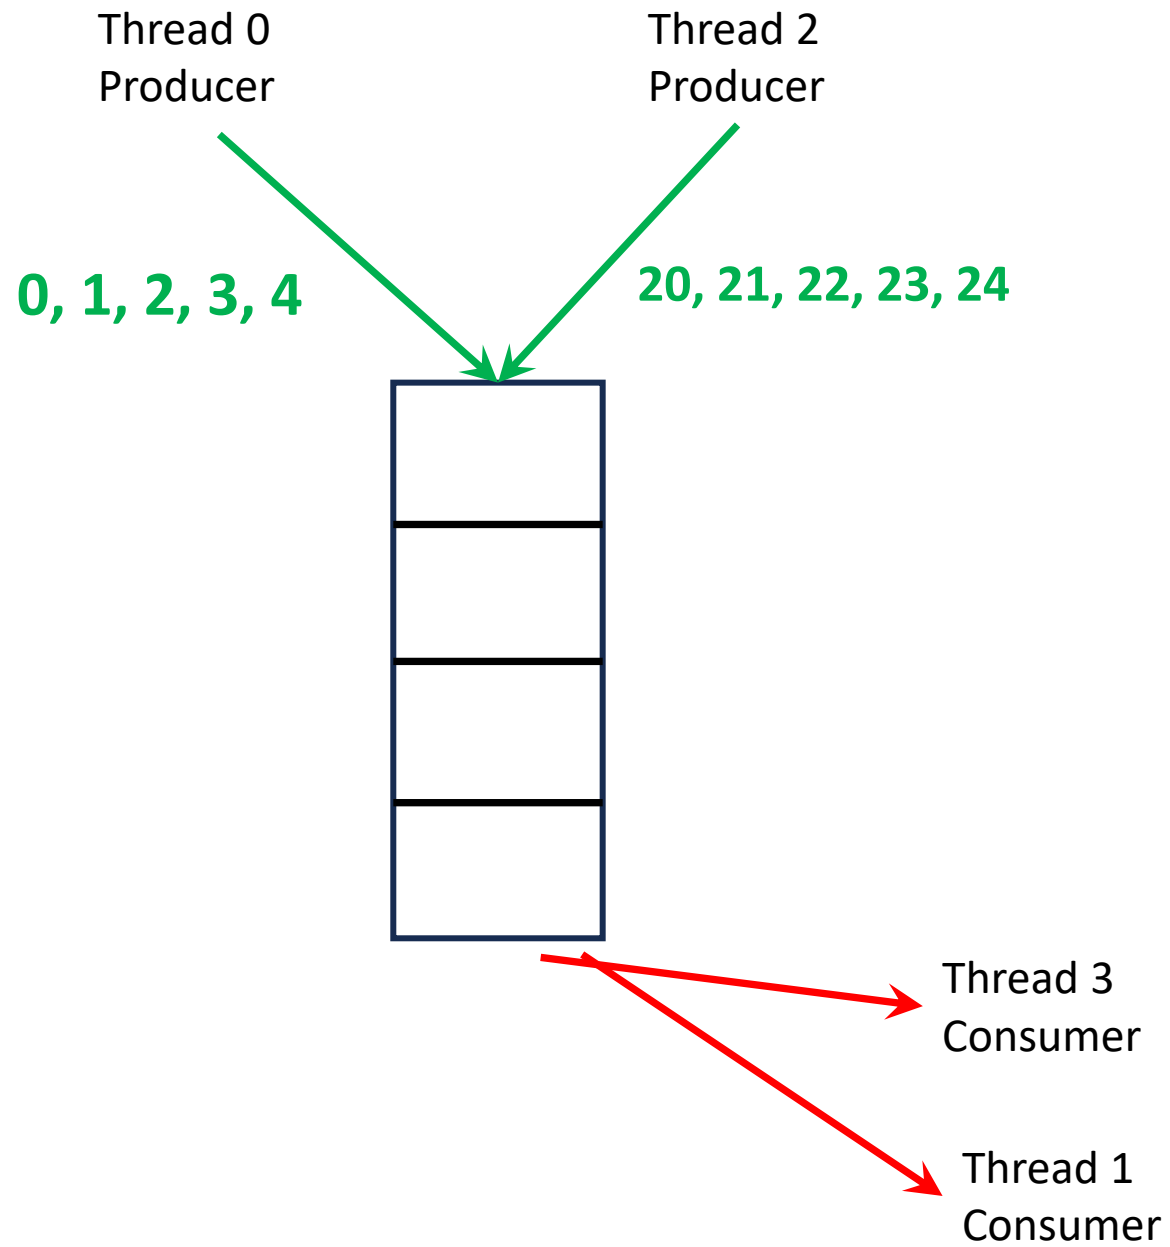 Thread 0
Producer
Thread 2
Producer
0, 1, 2, 3, 4
20, 21, 22, 23, 24
Thread 3
Consumer
Thread 1
Consumer